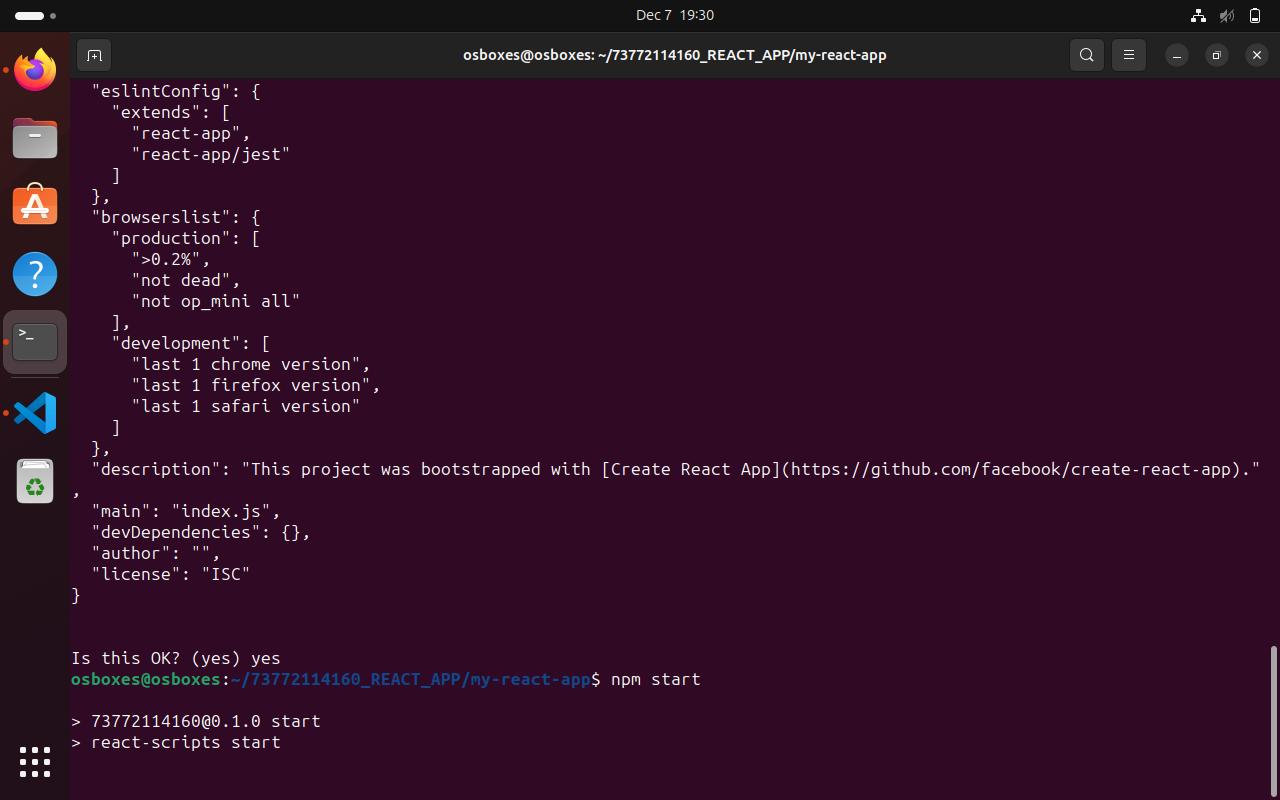 Dec 7 19:30
osboxes@osboxes: ~/73772114160_REACT_APP/my-react-app
"eslintConfig": {
"extends": [
"react-app",
"react-app/jest"
]
},
"browserslist": {
"production": [
">0.2%",
"not dead",
"not op_mini all"
],
"development": [
"last 1 chrome version",
"last 1 firefox version",
"last 1 safari version"
]
},
"description": "This project was bootstrapped with [Create React App](https://github.com/facebook/create-react-app)."
,
"main": "index.js",
"devDependencies": {},
"author": "",
"license": "ISC"
}
Is this OK? (yes) yes
osboxes@osboxes:~/73772114160_REACT_APP/my-react-app$ npm start
> 73772114160@0.1.0 start
> react-scripts start